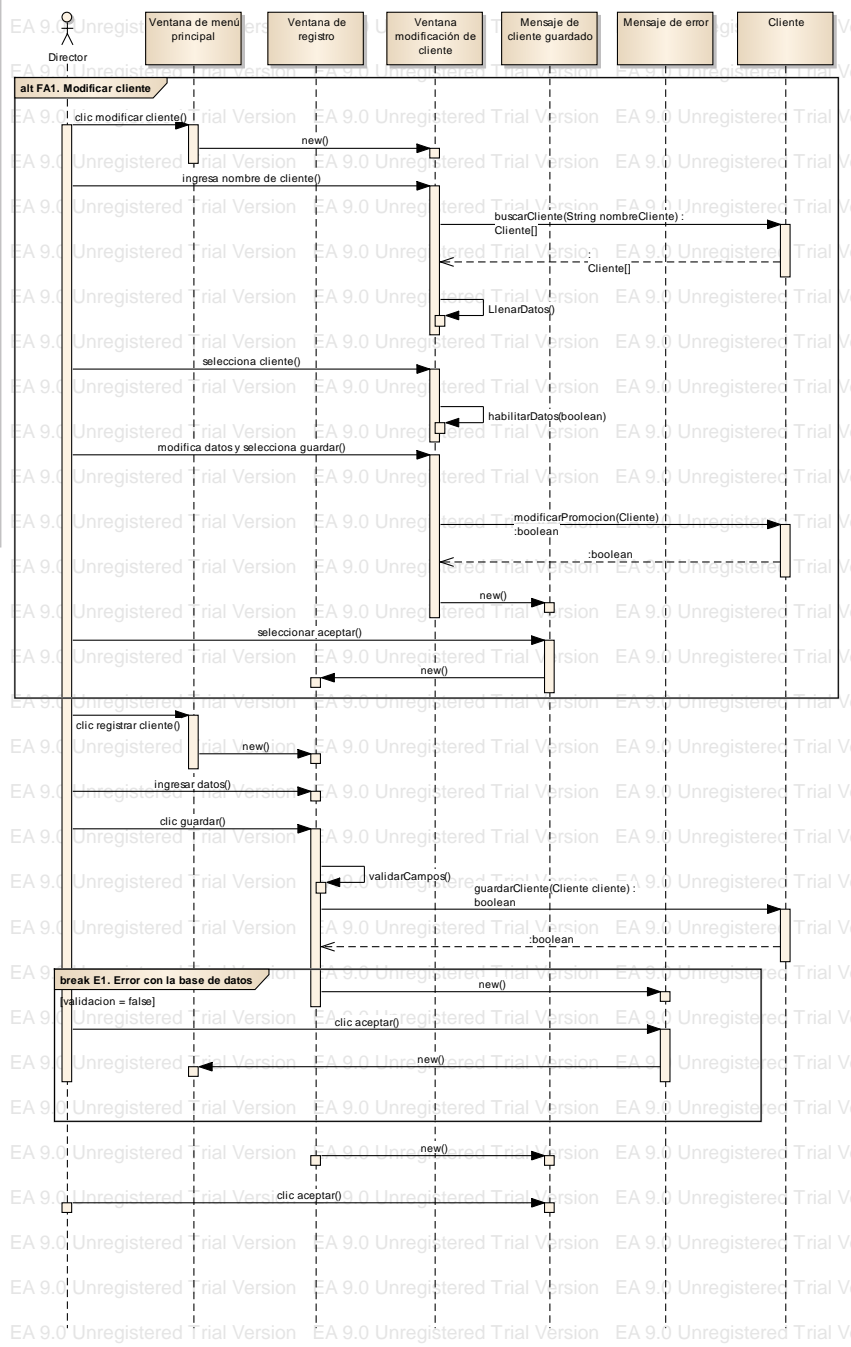 Director
Ventana de menú
principal
Ventana de
registro
Ventana
modificación de
cliente
Mensaje de
cliente guardado
Mensaje de error
Cliente
alt FA1. Modificar cliente
clic modificar cliente()
new()
ingresa nombre de cliente()
buscarCliente(String nombreCliente) :
Cliente[]
:
Cliente[]
LlenarDatos()
selecciona cliente()
habilitarDatos(boolean)
modifica datos y selecciona guardar()
modificarPromocion(Cliente)
:boolean
:boolean
new()
seleccionar aceptar()
new()
clic registrar cliente()
new()
ingresar datos()
clic guardar()
validarCampos()
guardarCliente(Cliente cliente) :
boolean
:boolean
break E1. Error con la base de datos
[validacion = false]
new()
clic aceptar()
new()
new()
clic aceptar()
EA 9.0 Unregistered Trial Version